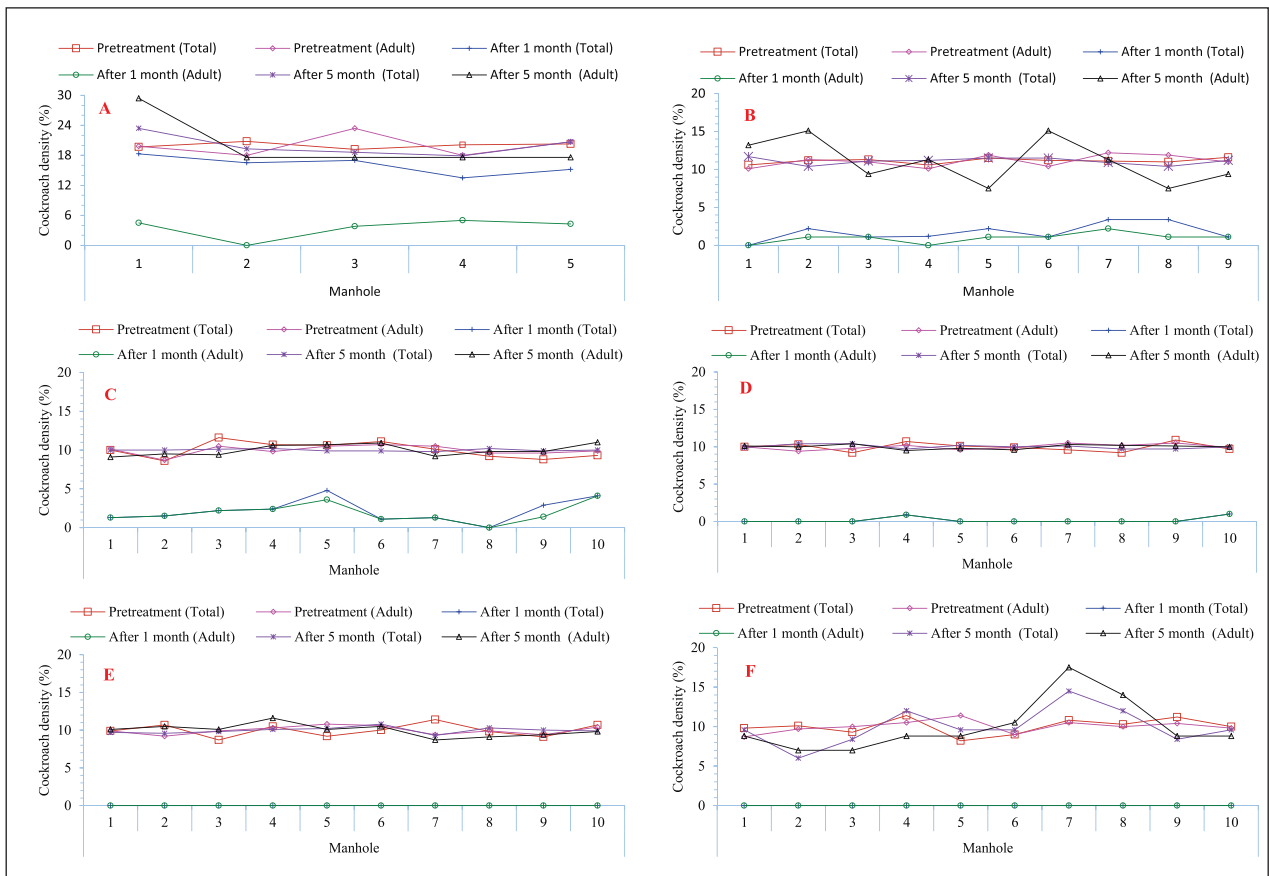 Pretreatment (Total) Pretreatment (Adult) After 1 month (Total)
After 1 month (Adult) After 5 month (Total) After 5 month (Adult)
A
Cockroach density (%)
30
24
18
12
6
0
1 2 3 4 5
Manhole
Pretreatment (Total) Pretreatment (Adult) After 1 month (Total)
After 1 month (Adult) After 5 month (Total) After 5 month (Adult)
B
Cockroach density (%)
20
15
10
5
0
1 2 3 4 5 6 7 8 9
Manhole
Pretreatment (Total) Pretreatment (Adult) After 1 month (Total)
After 1 month (Adult) After 5 month (Total) After 5 month (Adult)
C
Cockroach density (%)
20
15
10
5
0
1 2 3 4 5 6 7 8 9 10
Manhole
Pretreatment (Total) Pretreatment (Adult) After 1 month (Total)
After 1 month (Adult) After 5 month (Total) After 5 month (Adult)
D
Cockroach density (%)
20
15
10
5
0
1 2 3 4 5 6 7 8 9 10
Manhole
Pretreatment (Total) Pretreatment (Adult) After 1 month (Total)
After 1 month (Adult) After 5 month (Total) After 5 month (Adult)
E
Cockroach density (%)
20
15
10
5
0
1 2 3 4 5 6 7 8 9 10
Manhole
Pretreatment (Total) Pretreatment (Adult) After 1 month (Total)
After 1 month (Adult) After 5 month (Total) After 5 month (Adult)
F
Cockroach density (%)
20
15
10
5
0
1 2 3 4 5 6 7 8 9 10
Manhole